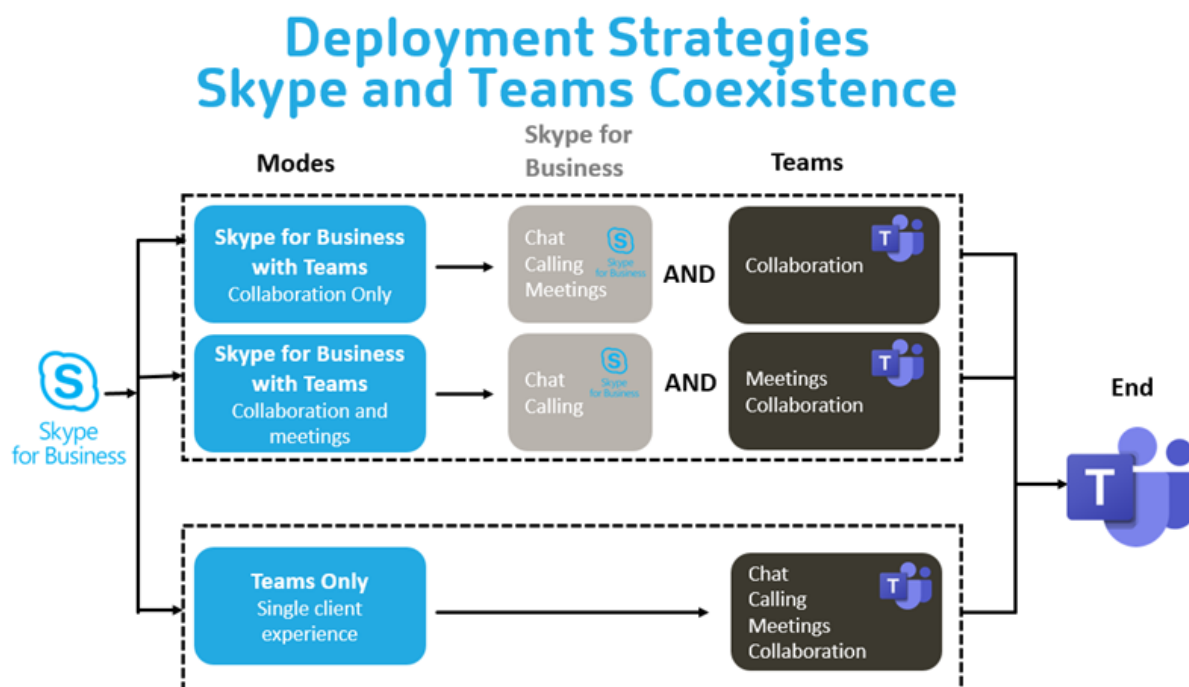 Deployment Strategies
Skype and Teams Coexistence
Modes
Skype for
Business
Teams
Skype for Business
with Teams
Collaboration Only
Chat
Calling
Meetings
S
Skype
for Business
AND
Collaboration
T
Skype for Business
with Teams
Collaboration and
meetings
Chat
Calling
S
Skype
for Business
AND
Meetings
Collaboration
T
S
Skype
for Business
End
T
Teams Only
Single client
experience
Chat
Calling
Meetings
Collaboration
T